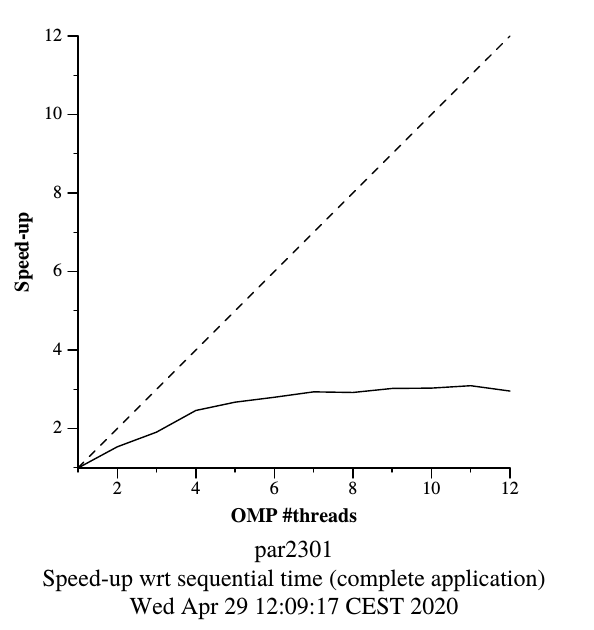 12
10
8
6
4
2
Speed-up
2 4 6 8 10 12
OMP #threads
par2301
Speed-up wrt sequential time (complete application)
Wed Apr 29 12:09:17 CEST 2020